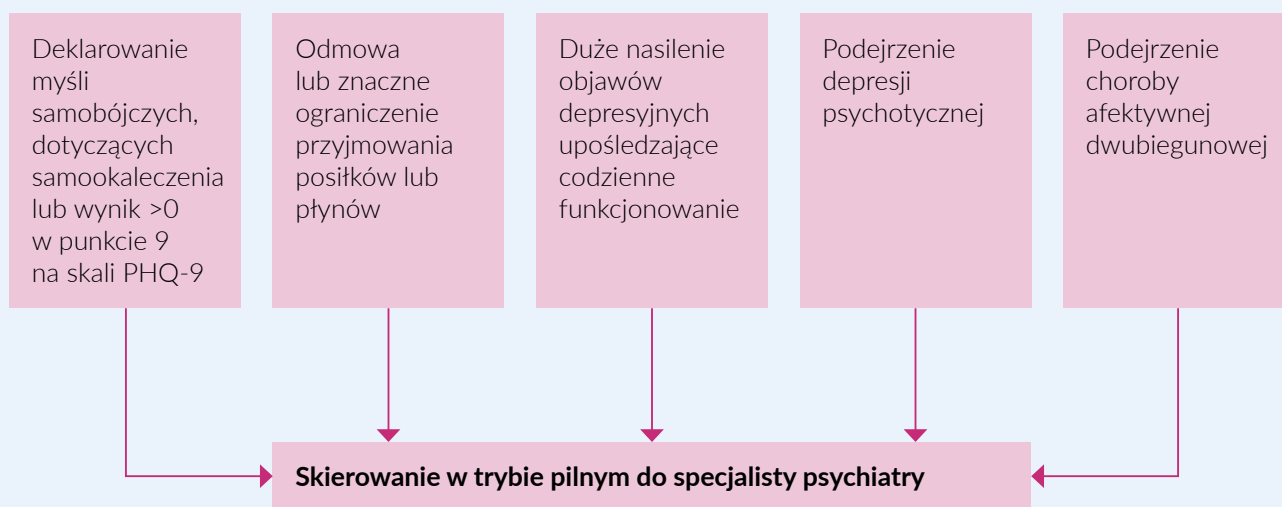 Deklarowanie
myśli
samobójczych,
dotyczących
samookaleczenia
lub wynik >0
w punkcie 9
na skali PHQ-9
Odmowa
lub znaczne
ograniczenie
przyjmowania
posiłków lub
płynów
Duże nasilenie
objawów
depresyjnych
upośledzające
codzienne
funkcjonowanie
Podejrzenie
depresji
psychotycznej
Podejrzenie
choroby
afektywnej
dwubiegunowej
Skierowanie w trybie pilnym do specjalisty psychiatry